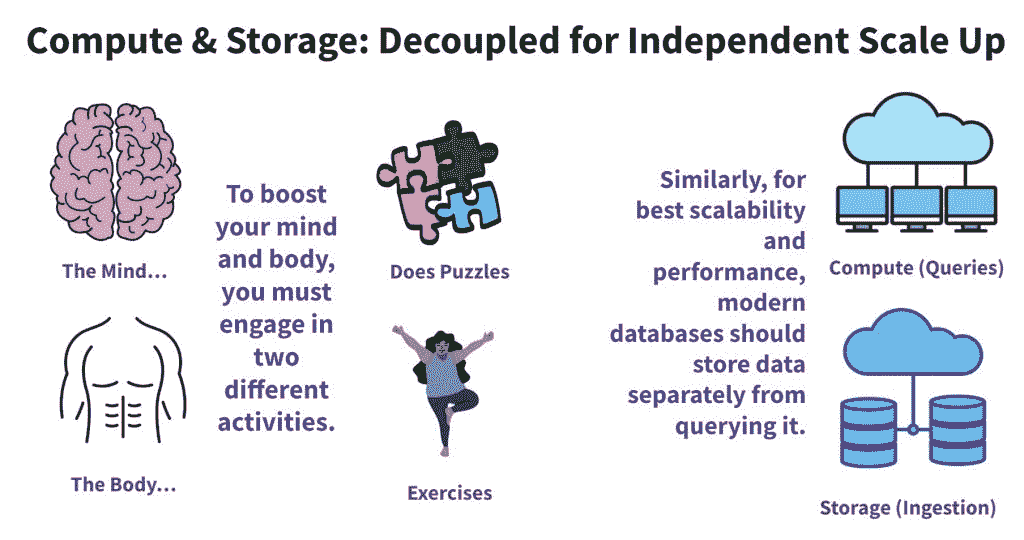 Compute & Storage: Decoupled for Independent Scale Up
The Mind...
The Body...
To boost
your mind
and body,
you must
engage in
two
different
activities.
Does Puzzles
Exercises
Similarly, for
best scalability
and
performance,
modern
databases should
store data
separately from
querying it.
Compute (Queries)
Storage (Ingestion)